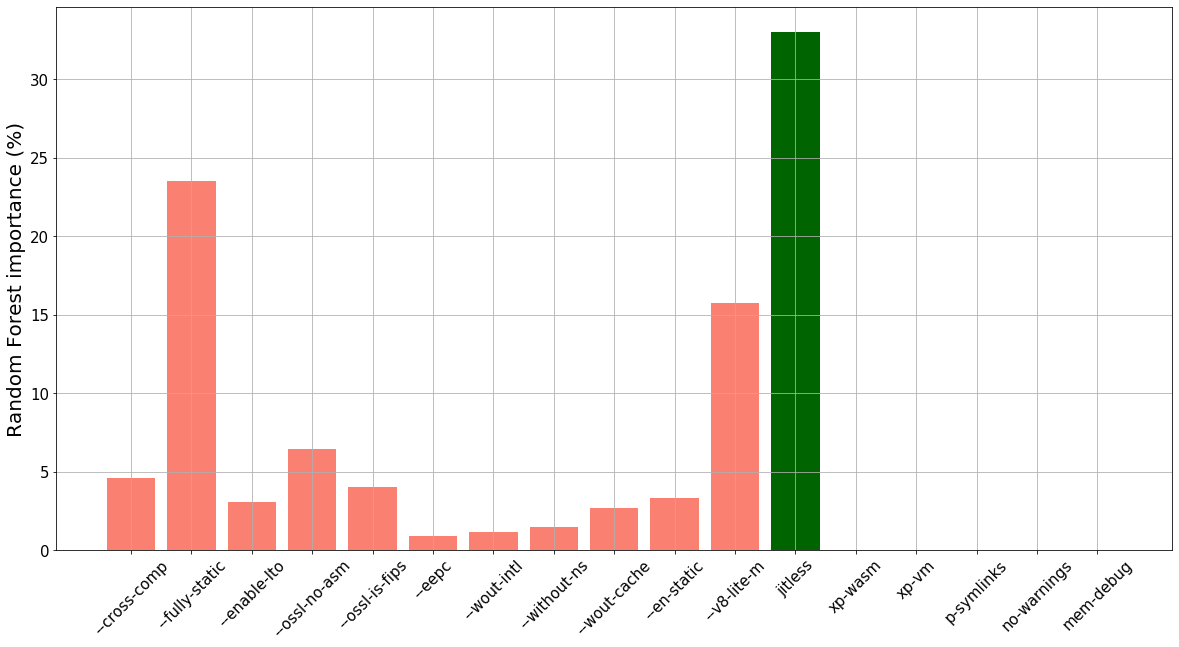 Random Forest importance (%)
30
25
20
15
10
5
0
--cross-comp
--fully-static
--enable-lto
--ossl-no-asm
--ossl-is-fips
--eepc
--wout-intl
--without-ns
--wout-cache
--en-static
--v8-lite-m
jitless
xp-wasm
xp-vm
p-symlinks
no-warnings
mem-debug